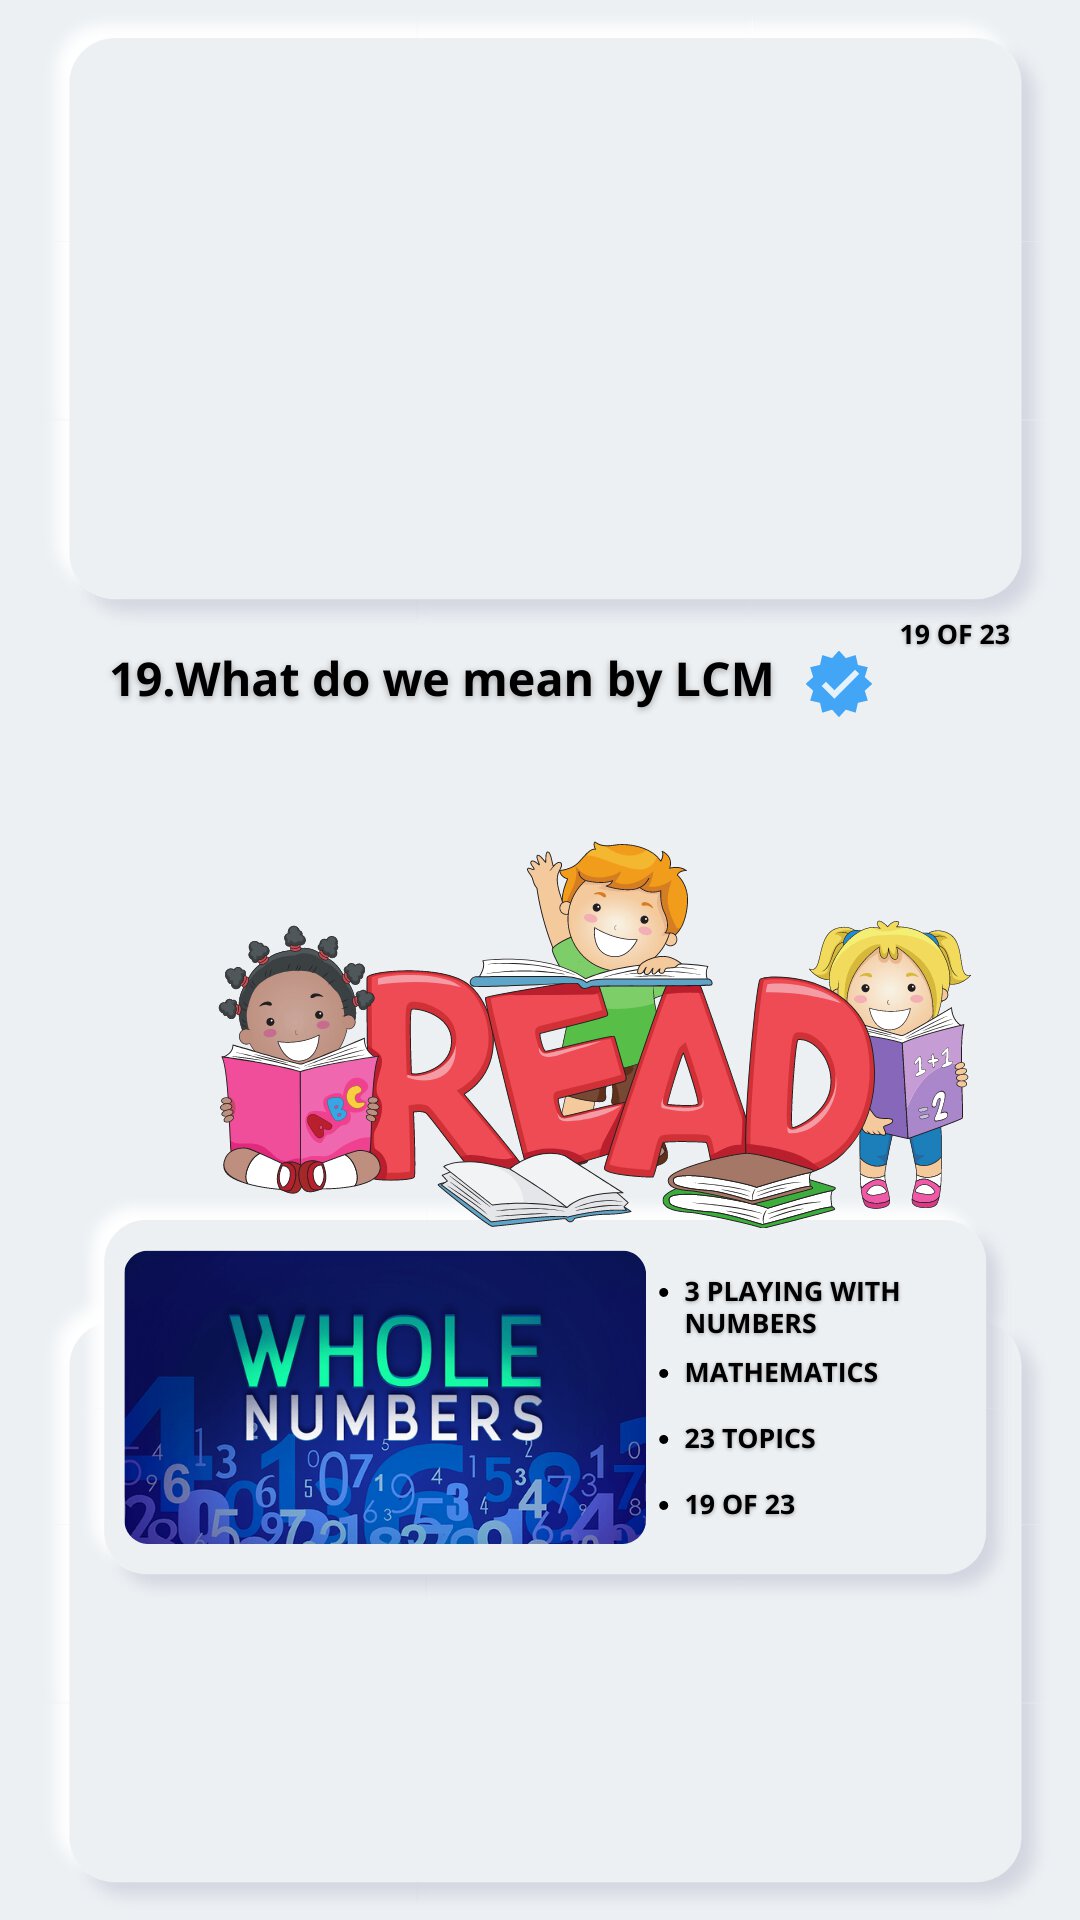 19 OF 23
19.What do we mean by LCM
READ
ABC
1+1
=2
WHOLE
NUMBERS
• 3 PLAYING WITH
NUMBERS
• MATHEMATICS
• 23 TOPICS
• 19 OF 23